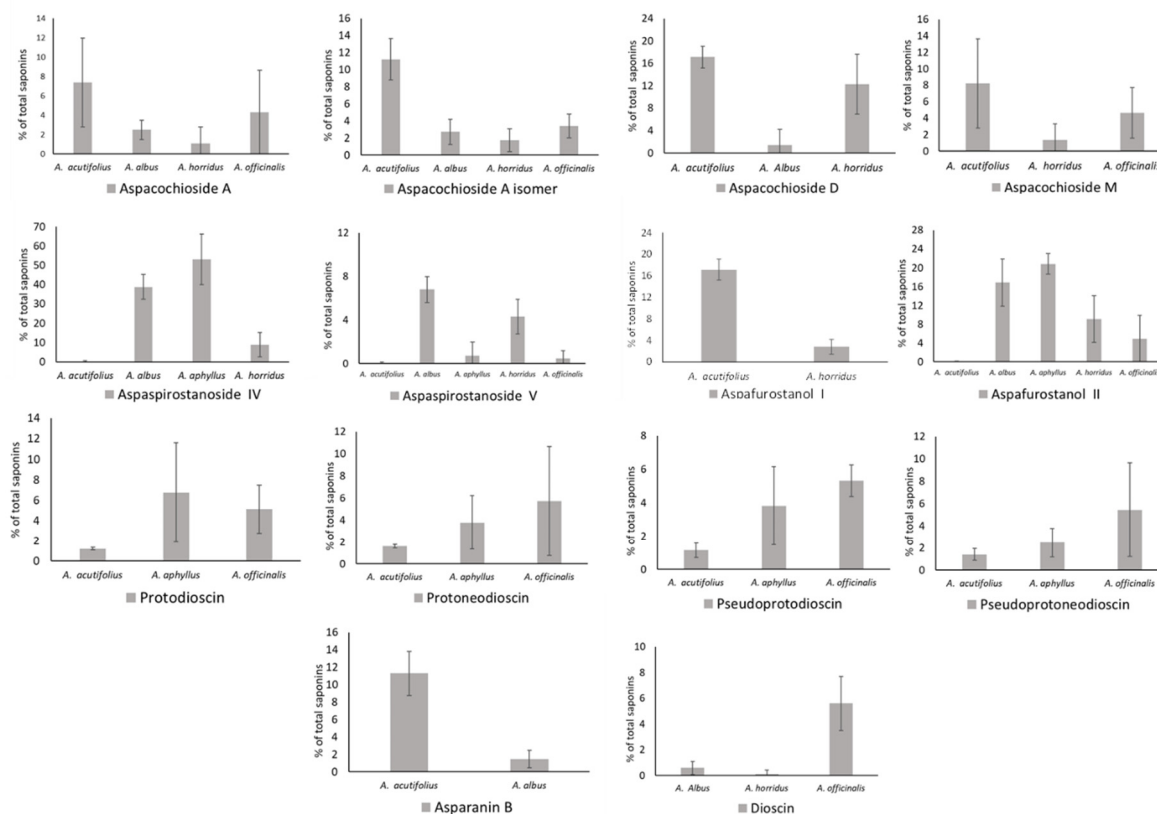 % of total saponins
14
12
10
8
6
4
2
0
A. acutifolius A. albus A. horridus A. officinalis
Aspacochioside A
% of total saponins
16
14
12
10
8
6
4
2
0
A. acutifolius A. albus A. horridus A. officinalis
Aspacochioside A isomer
% of total saponins
24
20
16
12
8
4
0
A. acutifolius A. Albus A. horridus
Aspacochioside D
% of total saponins
16
14
12
10
8
6
4
2
0
A. acutifolius A. horridus A. officinalis
Aspacochioside M
% of total saponins
70
60
50
40
30
20
10
0
A. acutifolius A. albus A. aphyllus A. horridus
Aspaspirostanoside IV
% of total saponins
12
8
4
0
A. acutifolius A. albus A. aphyllus A. horridus A. officinalis
Aspaspirostanoside V
% of total saponins
24
20
16
12
8
4
0
A. acutifolius A. horridus
Aspafurostanol I
% of total saponins
28
24
20
16
12
8
4
0
A. acutifolius A. albus A. aphyllus A. horridus A. officinalis
Aspafurostanol II
% of total saponins
14
12
10
8
6
4
2
0
A. acutifolius A. aphyllus A. officinalis
Protodioscin
% of total saponins
12
10
8
6
4
2
0
A. acutifolius A. aphyllus A. officinalis
Protoneodioscin
% of total saponins
8
6
4
2
0
A. acutifolius A. aphyllus A. officinalis
Pseudoprotodioscin
% of total saponins
12
10
8
6
4
2
0
A. acutifolius A. aphyllus A. officinalis
Pseudoprotoneodioscin
% of total saponins
16
14
12
10
8
6
4
2
0
A. acutifolius A. albus
Asparanin B
% of total saponins
10
8
6
4
2
0
A. Albus A. horridus A. officinalis
Dioscin